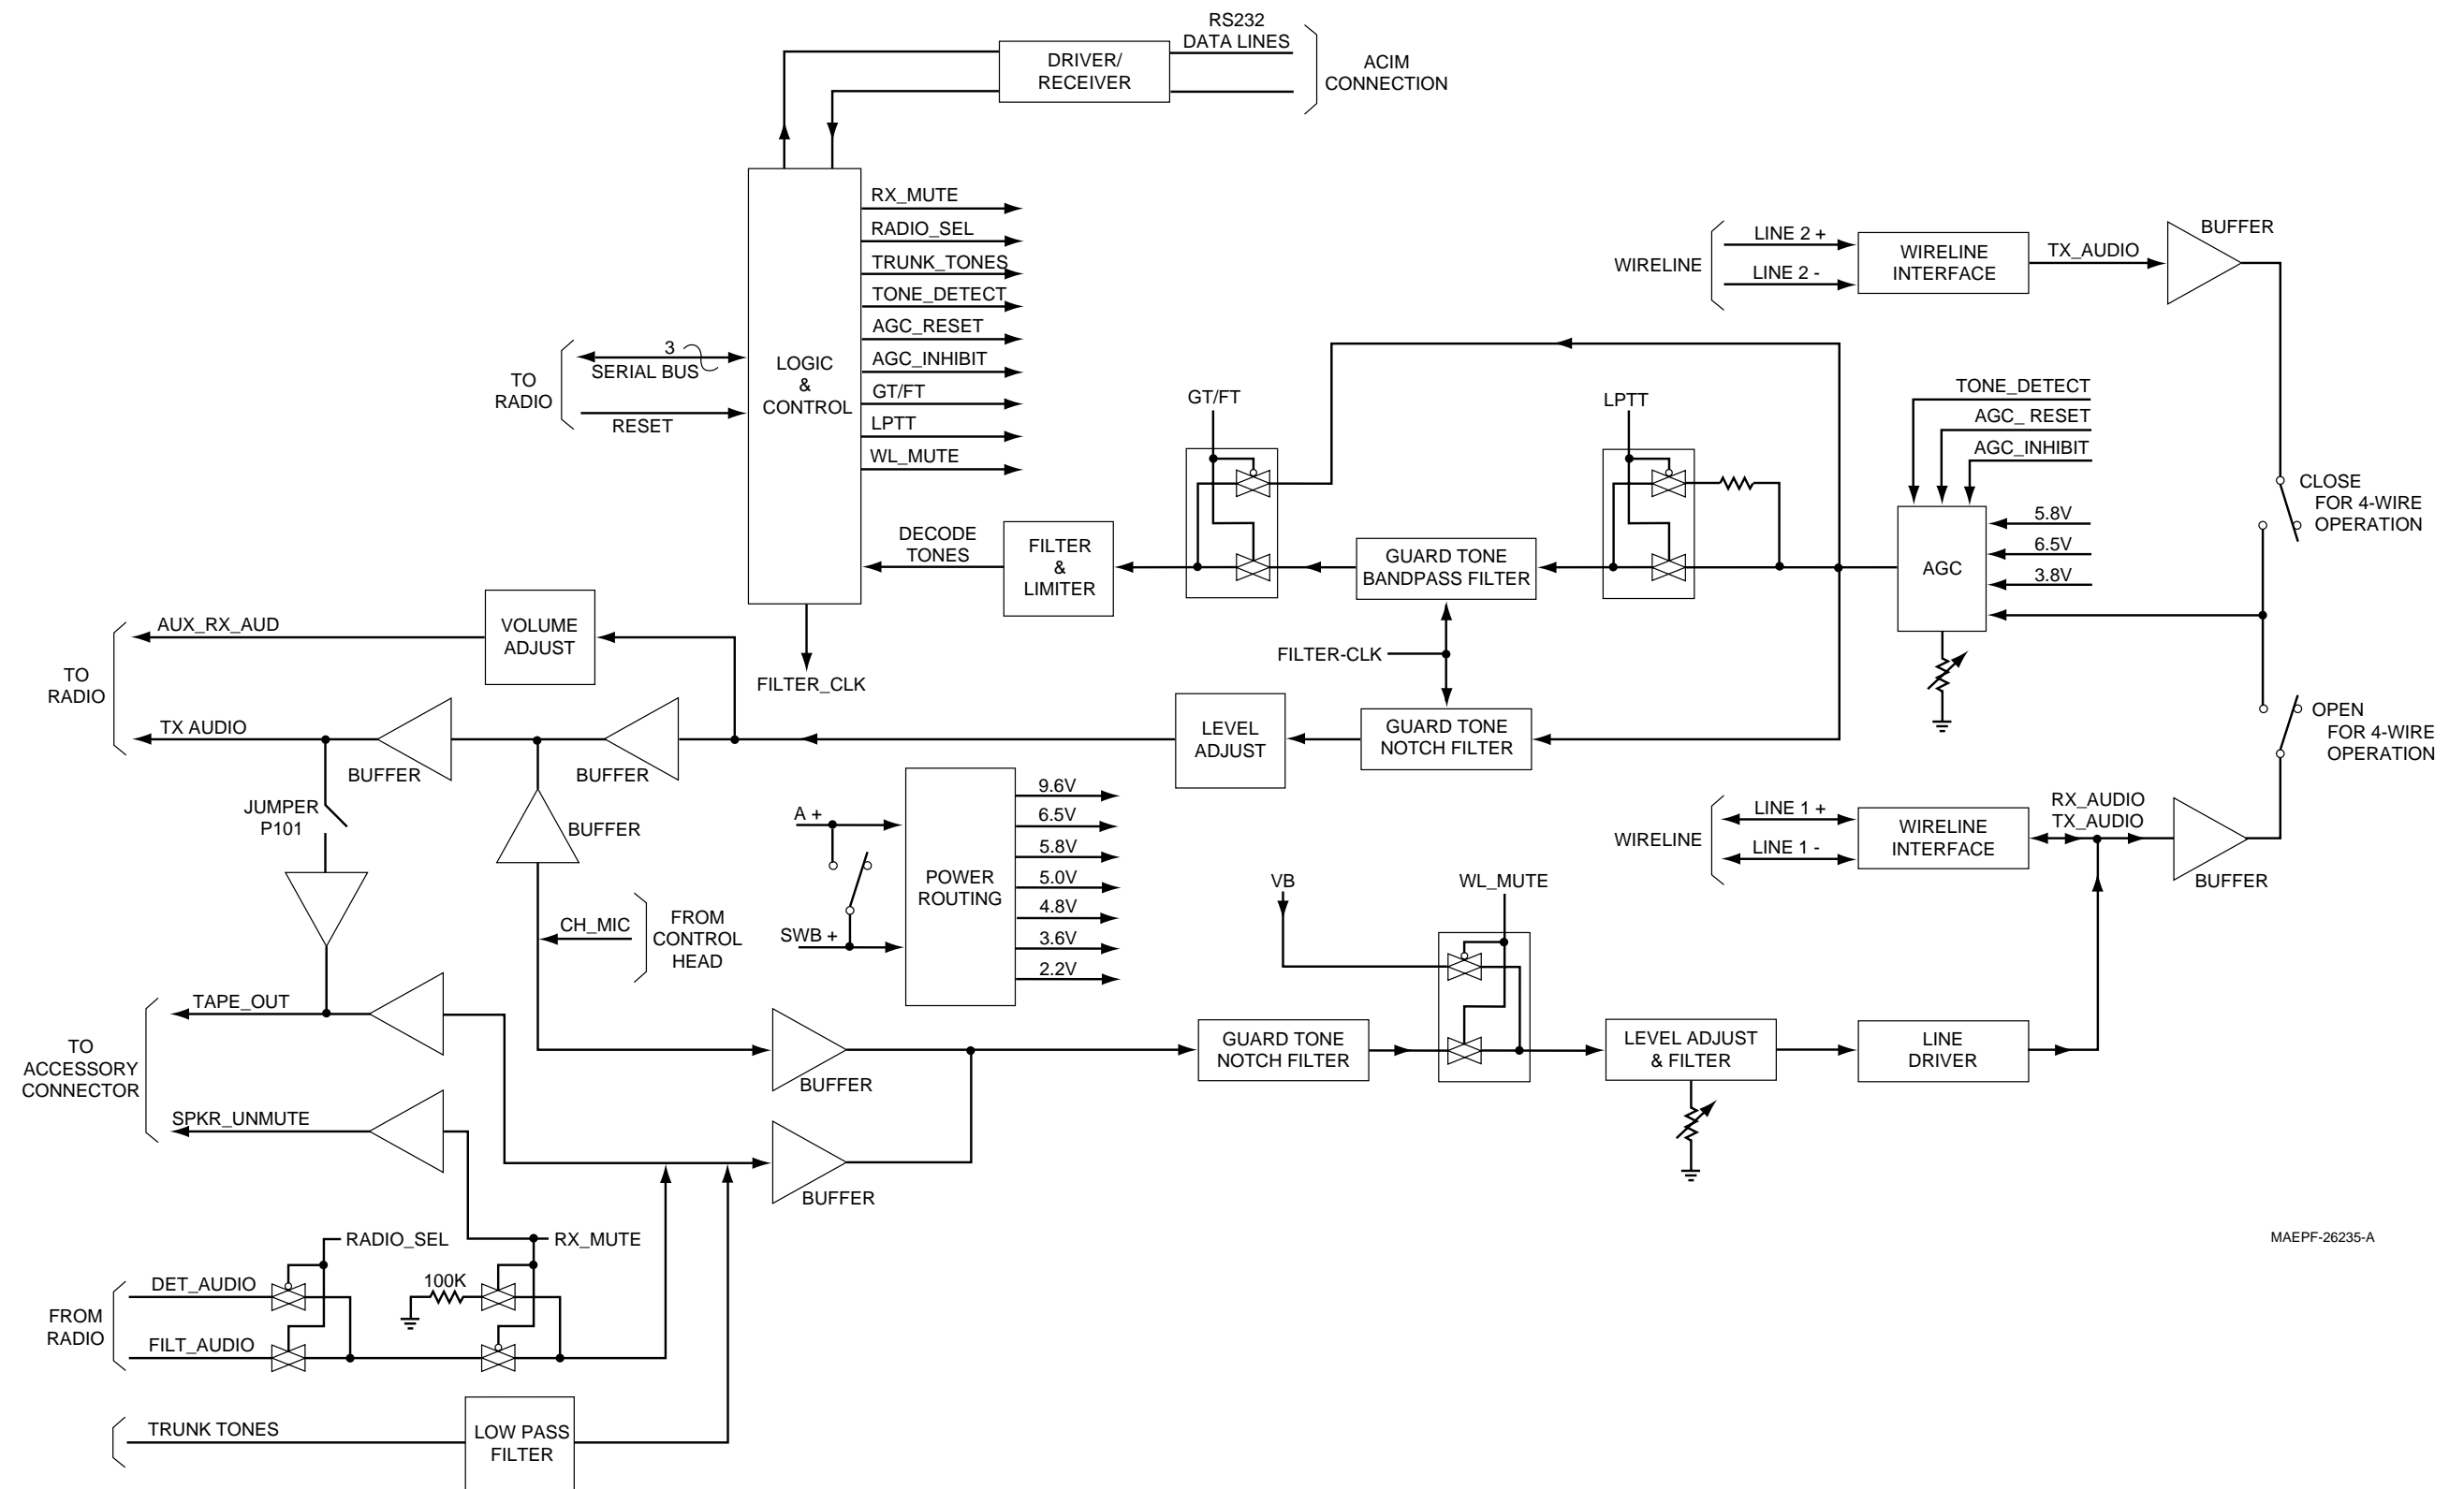 RS232
DATA LINES
DRIVER/
RECEIVER
ACIM
CONNECTION
RX_MUTE
RADIO_SEL
TRUNK_TONES
TONE_DETECT
AGC_RESET
AGC_INHIBIT
GT/FT
LPTT
WL_MUTE
LOGIC
&
CONTROL
TO
RADIO
3
SERIAL BUS
RESET
WIRELINE
LINE 2 +
LINE 2 -
WIRELINE
INTERFACE
TX_AUDIO
BUFFER
GT/FT
LPTT
TONE_DETECT
AGC_ RESET
AGC_INHIBIT
CLOSE
FOR 4-WIRE
OPERATION
5.8V
6.5V
3.8V
AGC
DECODE
TONES
FILTER
&
LIMITER
GUARD TONE
BANDPASS FILTER
FILTER-CLK
FILTER_CLK
TO
RADIO
AUX_RX_AUD
VOLUME
ADJUST
TX AUDIO
BUFFER
BUFFER
LEVEL
ADJUST
GUARD TONE
NOTCH FILTER
OPEN
FOR 4-WIRE
OPERATION
JUMPER
P101
BUFFER
A +
SWB +
POWER
ROUTING
9.6V
6.5V
5.8V
5.0V
4.8V
3.6V
2.2V
WIRELINE
LINE 1 +
LINE 1 -
WIRELINE
INTERFACE
RX_AUDIO
TX_AUDIO
BUFFER
CH_MIC
FROM
CONTROL
HEAD
VB
WL_MUTE
TO
ACCESSORY
CONNECTOR
TAPE_OUT
SPKR_UNMUTE
BUFFER
BUFFER
GUARD TONE
NOTCH FILTER
LEVEL ADJUST
& FILTER
LINE
DRIVER
RADIO_SEL
RX_MUTE
FROM
RADIO
DET_AUDIO
100K
FILT_AUDIO
TRUNK TONES
LOW PASS
FILTER
MAEPF-26235-A